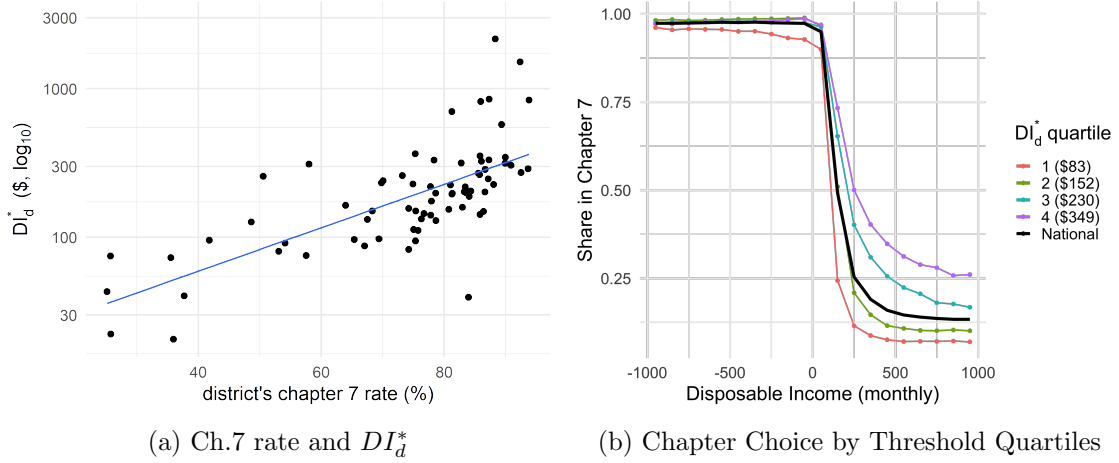 3000
1000
300
100
30
DI*d ($, log10)
40 60 80
district's chapter 7 rate (%)
(a) Ch.7 rate and DI*d
1.00
0.75
0.50
0.25
Share in Chapter 7
-1000 -500 0 500 1000
Disposable Income (monthly)
DI*d quartile
1 ($83)
2 ($152)
3 ($230)
4 ($349)
National
(b) Chapter Choice by Threshold Quartiles